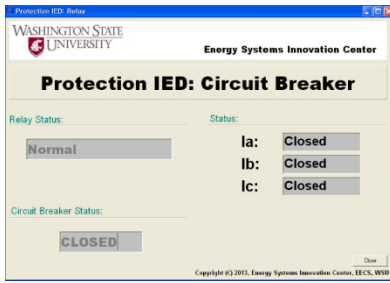 Protection IED: Relay
WASHINGTON STATE
UNIVERSITY
Energy Systems Innovation Center
Protection IED: Circuit Breaker
Relay Status:
Normal
Status:
Ia: Closed
Ib: Closed
Ic: Closed
Circuit Breaker Status:
CLOSED
Close
Copyright (C) 2013, Energy Systems Innovation Center, EECS, WSU